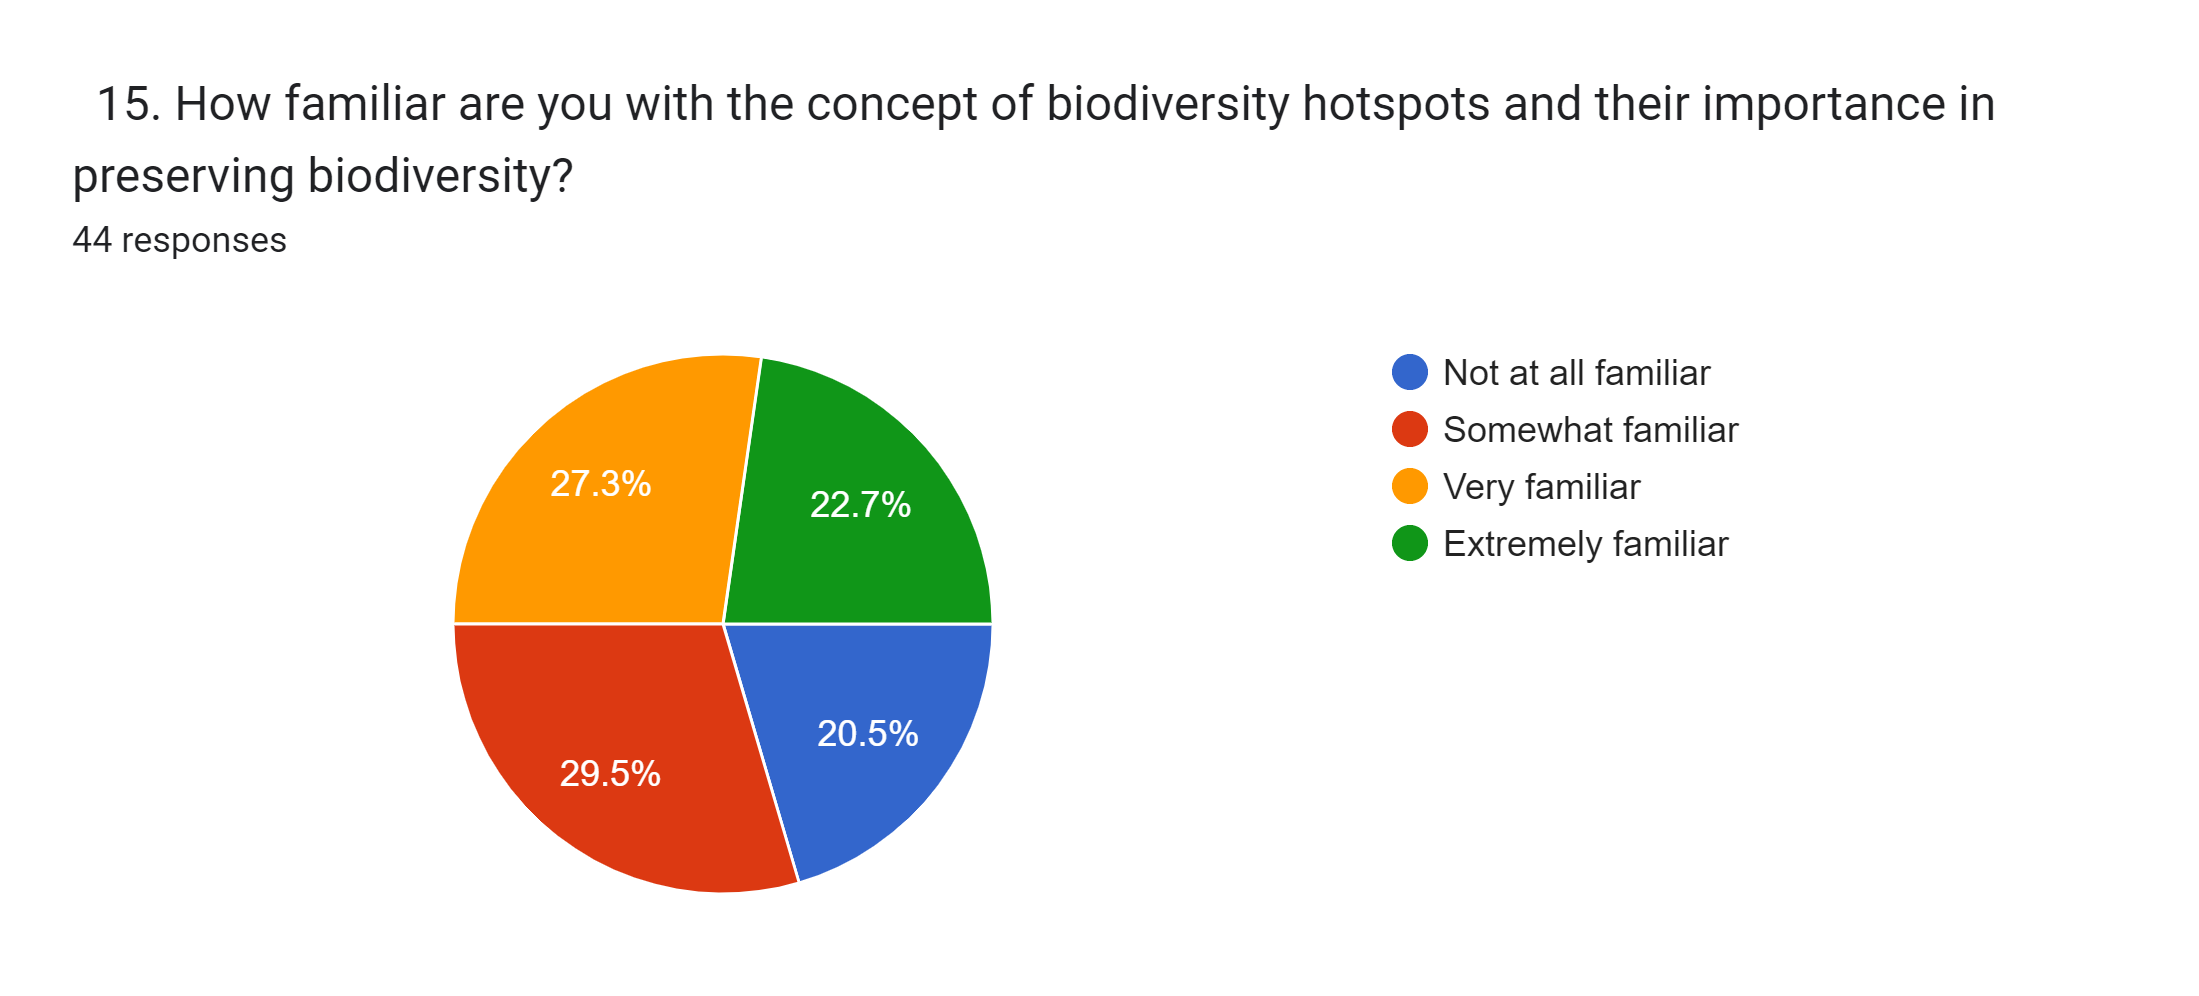 15. How familiar are you with the concept of biodiversity hotspots and their importance in
preserving biodiversity?
44 responses
27.3%
22.7%
29.5%
20.5%
Not at all familiar
Somewhat familiar
Very familiar
Extremely familiar